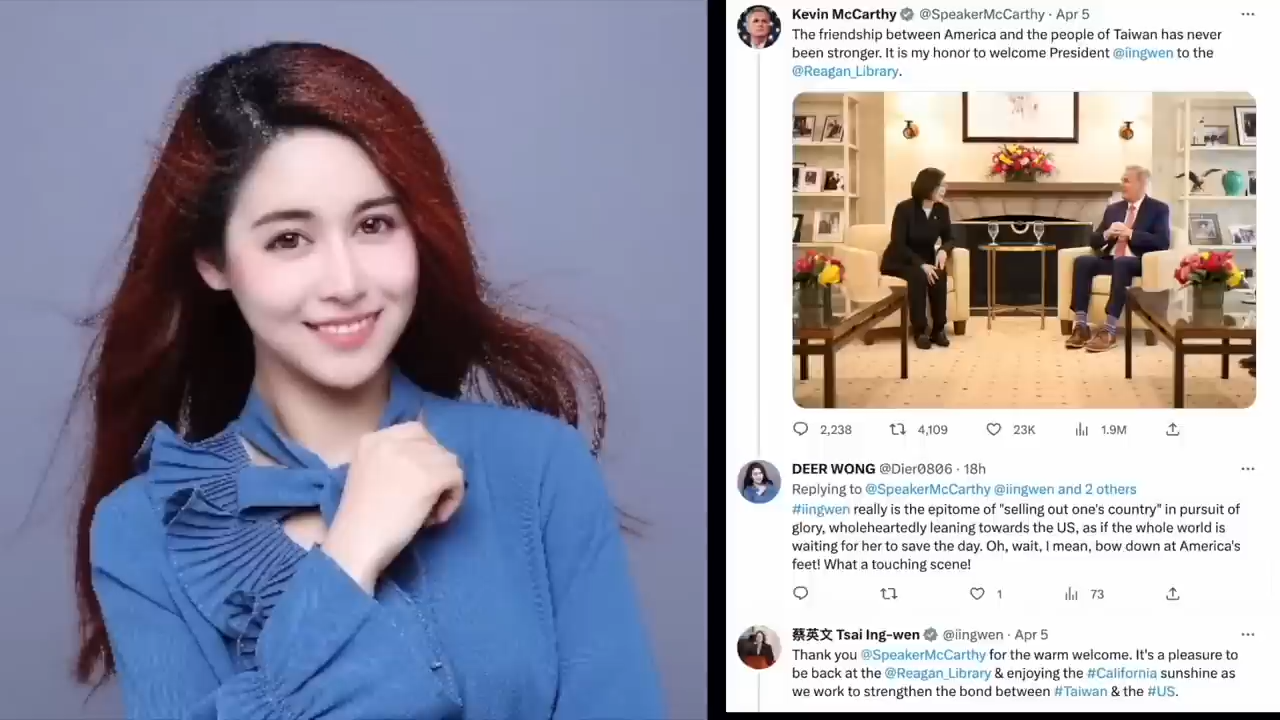 Kevin McCarthy @SpeakerMcCarthy · Apr 5
The friendship between America and the people of Taiwan has never
been stronger. It is my honor to welcome President @iingwen to the
@Reagan_Library.
2,238 4,109 23K 1.9M
DEER WONG @Dier0806 · 18h
Replying to @SpeakerMcCarthy @iingwen and 2 others
#iingwen really is the epitome of "selling out one's country" in pursuit of
glory, wholeheartedly leaning towards the US, as if the whole world is
waiting for her to save the day. Oh, wait, I mean, bow down at America's
feet! What a touching scene!
1 73
蔡英文 Tsai Ing-wen @iingwen · Apr 5
Thank you @SpeakerMcCarthy for the warm welcome. It's a pleasure to
be back at the @Reagan_Library & enjoying the #California sunshine as
we work to strengthen the bond between #Taiwan & the #US.